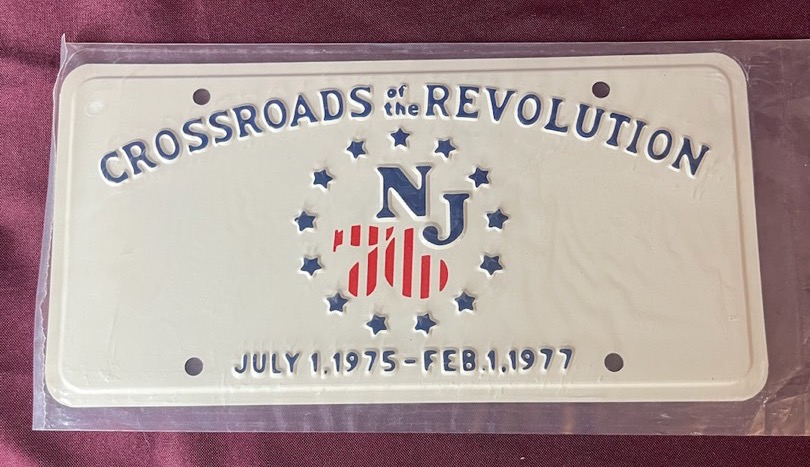 CROSSROADS of the REVOLUTION
NJ
76
JULY 1, 1975 - FEB. 1, 1977